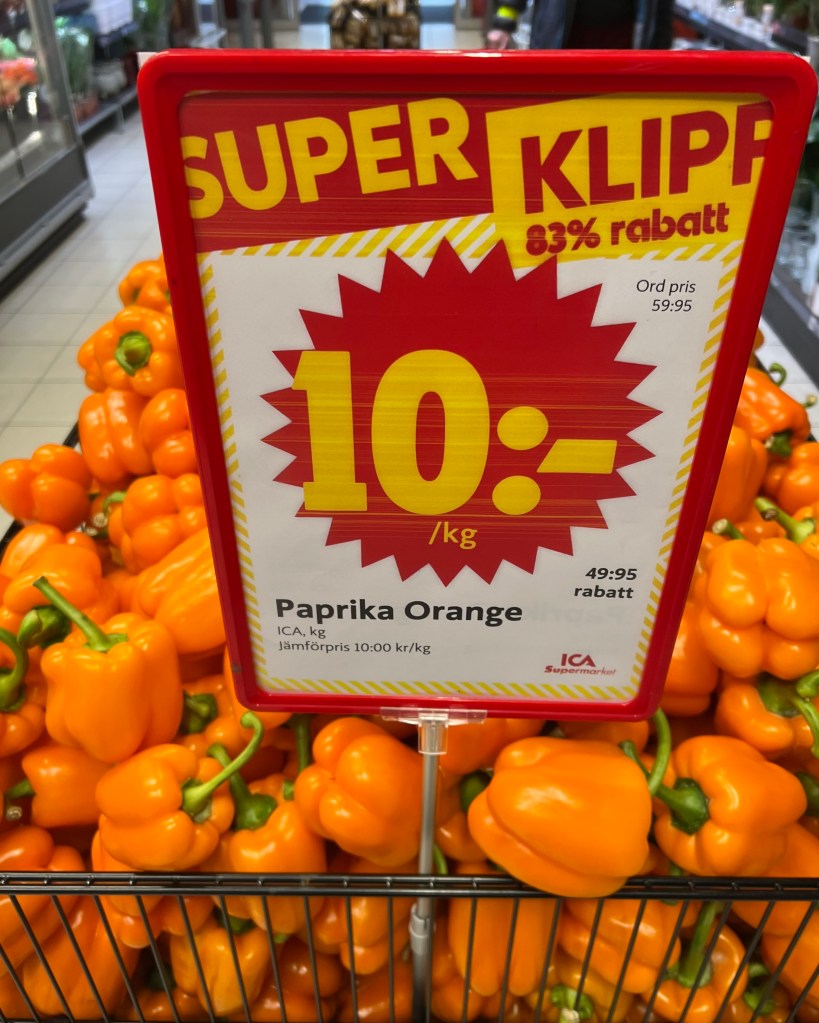 SUPER KLIPP
83% rabatt
Ord pris
59:95
10:-
/kg
49:95
rabatt
Paprika Orange
ICA, kg
Jämförpris 10:00 kr/kg
ICA
Supermarket